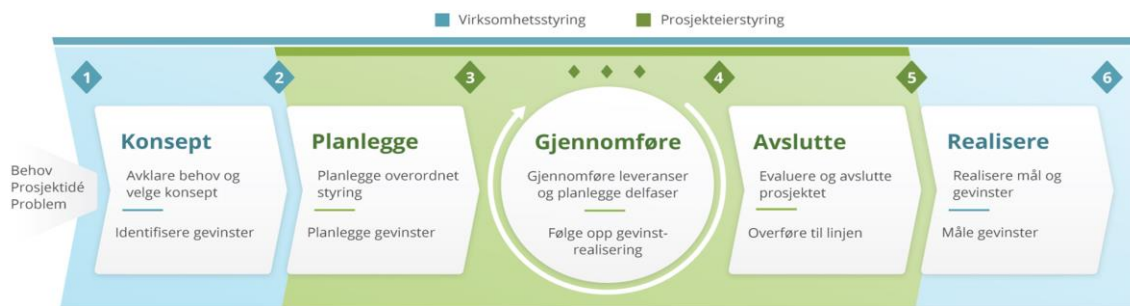 Virksomhetsstyring
Prosjekteierstyring
1
2
3
4
5
6
Behov
Prosjektidé
Problem
Konsept
Avklare behov og
velge konsept
Identifisere gevinster
Planlegge
Planlegge overordnet
styring
Planlegge gevinster
Gjennomføre
Gjennomføre leveranser
og planlegge delfaser
Følge opp gevinst-
realisering
Avslutte
Evaluere og avslutte
prosjektet
Overføre til linjen
Realisere
Realisere mål og
gevinster
Måle gevinster